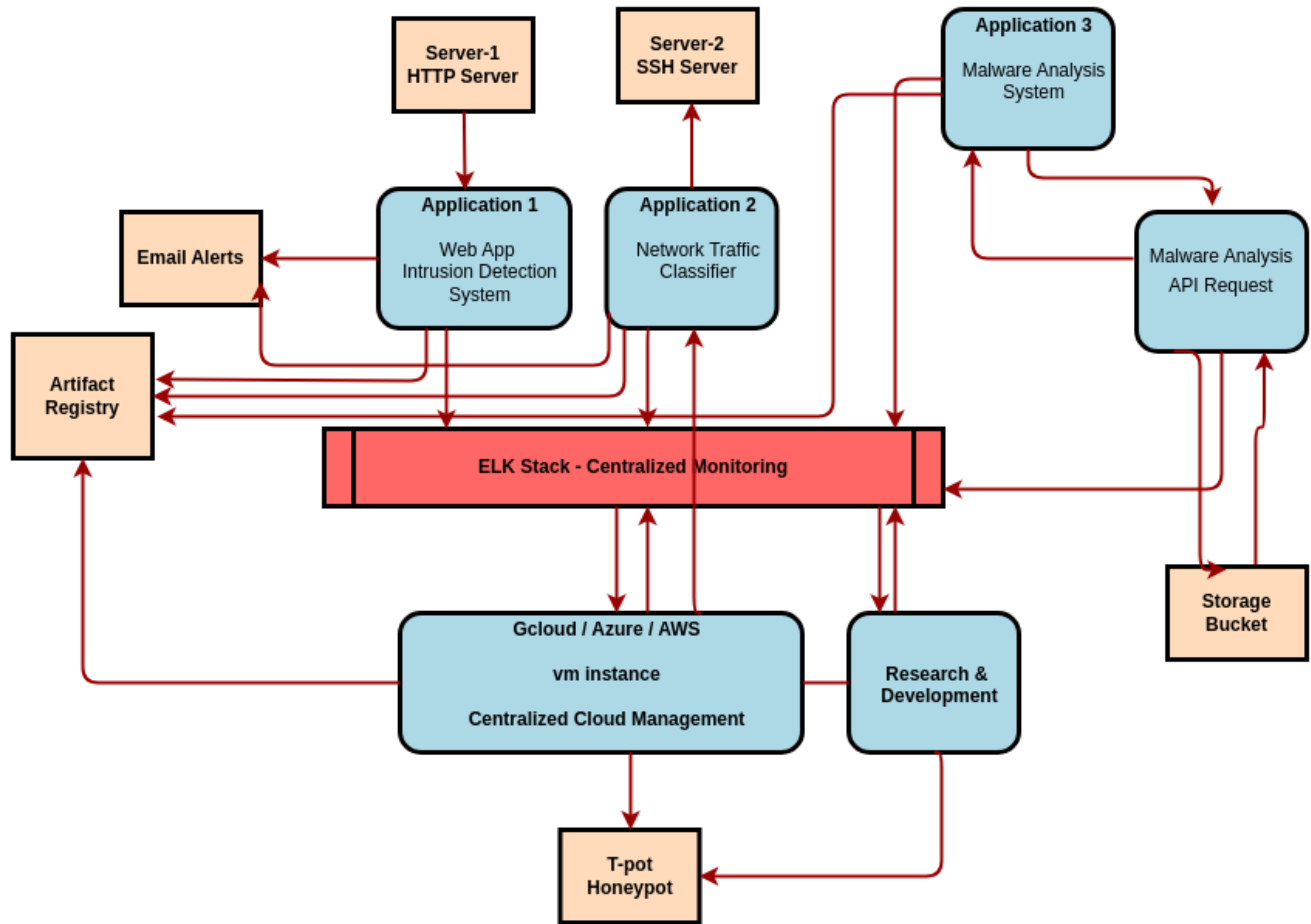 Server-1
HTTP Server
Server-2
SSH Server
Application 3
Malware Analysis
System
Application 1
Web App
Intrusion Detection
System
Application 2
Network Traffic
Classifier
Email Alerts
Malware Analysis
API Request
Artifact
Registry
ELK Stack - Centralized Monitoring
Storage
Bucket
Gcloud / Azure / AWS
vm instance
Centralized Cloud Management
Research &
Development
T-pot
Honeypot